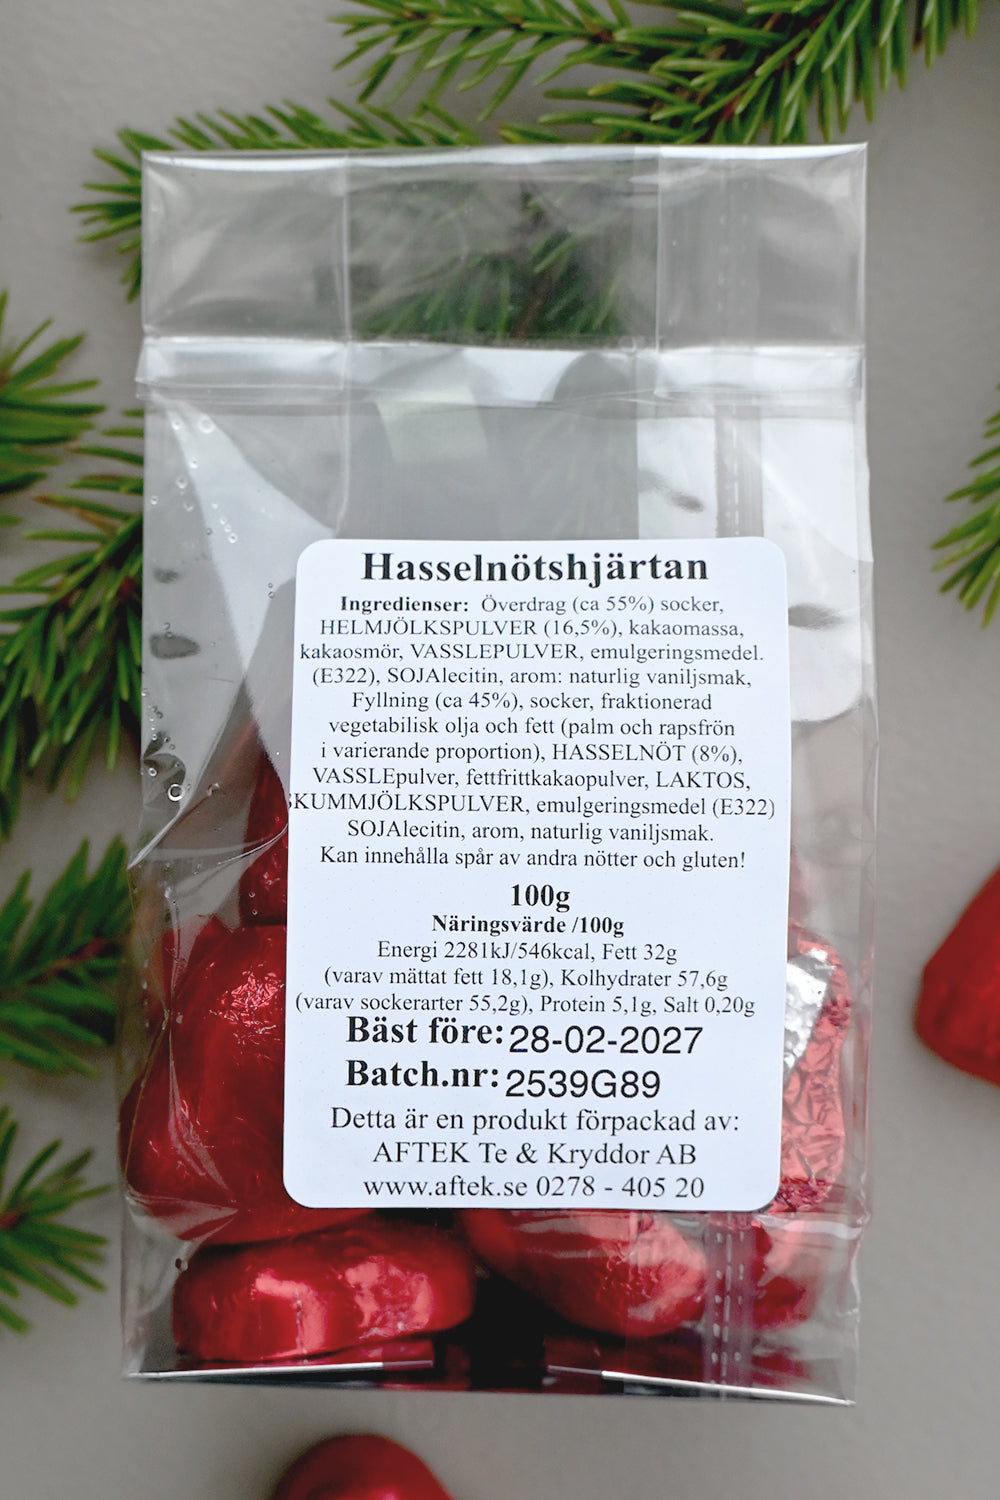 Hasselnötshjärtan
Ingredienser: Överdrag (ca 55%) socker,
HELMJÖLKSPULVER (16,5%), kakaomassa,
kakaosmör, VASSLEPULVER, emulgeringsmedel.
(E322), SOJAlecitin, arom: naturlig vaniljsmak,
Fyllning (ca 45%), socker, fraktionerad
vegetabilisk olja och fett (palm och rapsfrön
i varierande proportion), HASSELNÖT (8%),
VASSLEpulver, fettfrittkakaopulver, LAKTOS,
SKUMMJÖLKSPULVER, emulgeringsmedel (E322)
SOJAlecitin, arom, naturlig vaniljsmak.
Kan innehålla spår av andra nötter och gluten!
100g
Näringsvärde /100g
Energi 2281kJ/546kcal, Fett 32g
(varav mättat fett 18,1g), Kolhydrater 57,6g
(varav sockerarter 55,2g), Protein 5,1g, Salt 0,20g
Bäst före: 28-02-2027
Batch.nr: 2539G89
Detta är en produkt förpackad av:
AFTEK Te & Kryddor AB
www.aftek.se 0278 - 405 20